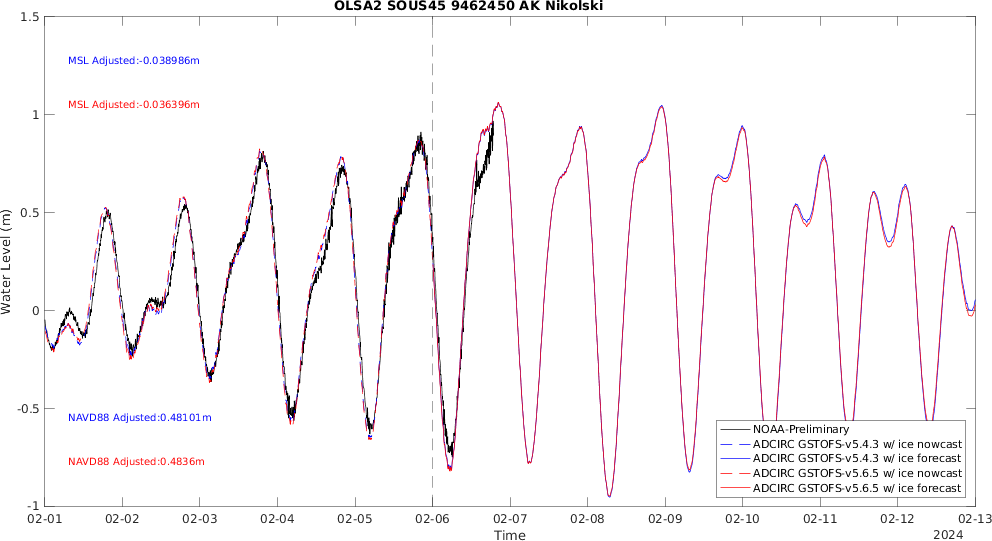 OLSA2 SOUS45 9462450 AK Nikolski
Water Level (m)
1.5
1
0.5
0
-0.5
-1
MSL Adjusted:-0.038986m
MSL Adjusted:-0.036396m
NAVD88 Adjusted:0.48101m
NAVD88 Adjusted:0.4836m
NOAA-Preliminary
ADCIRC GSTOFS-v5.4.3 w/ ice nowcast
ADCIRC GSTOFS-v5.4.3 w/ ice forecast
ADCIRC GSTOFS-v5.6.5 w/ ice nowcast
ADCIRC GSTOFS-v5.6.5 w/ ice forecast
02-01 02-02 02-03 02-04 02-05 02-06 02-07 02-08 02-09 02-10 02-11 02-12 02-13
Time
2024